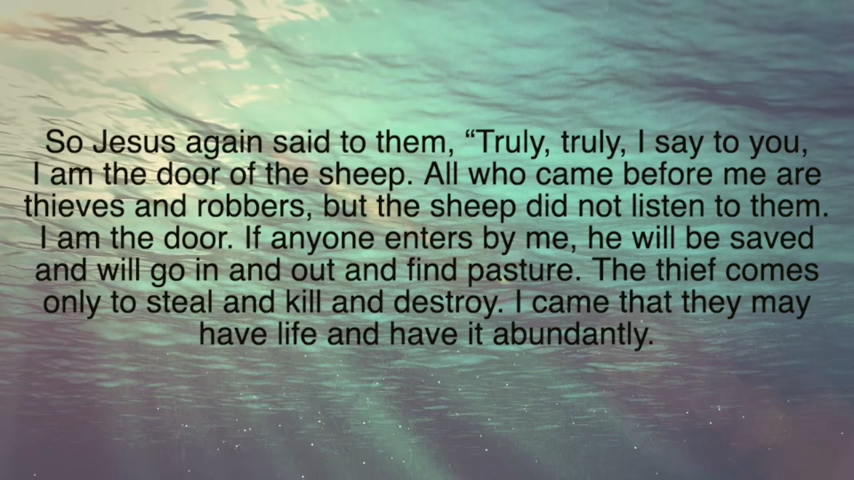 So Jesus again said to them, “Truly, truly, I say to you,
I am the door of the sheep. All who came before me are
thieves and robbers, but the sheep did not listen to them.
I am the door. If anyone enters by me, he will be saved
and will go in and out and find pasture. The thief comes
only to steal and kill and destroy. I came that they may
have life and have it abundantly.